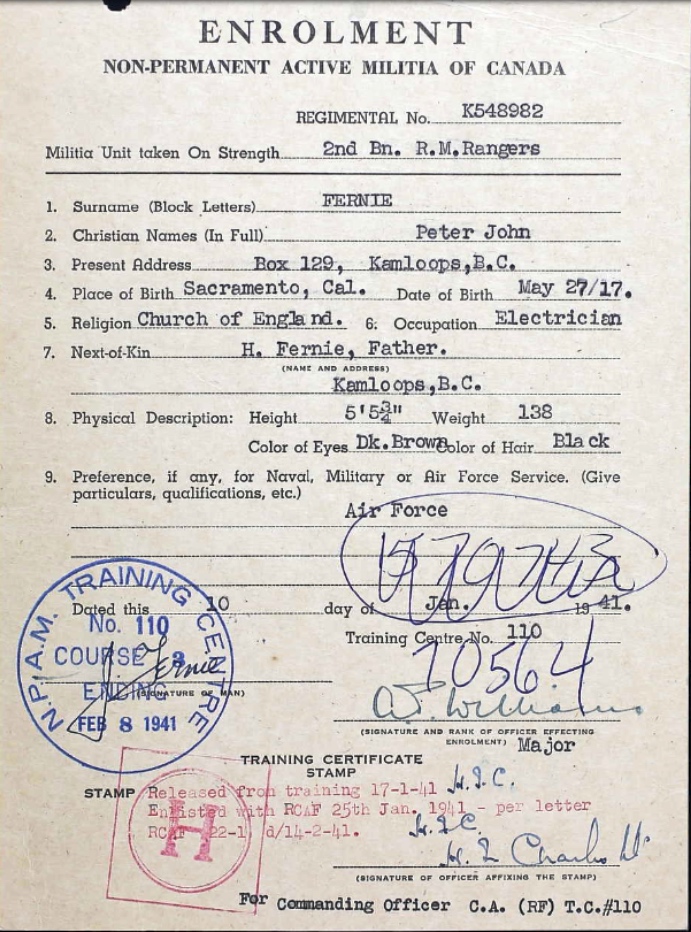 ENROLMENT
NON-PERMANENT ACTIVE MILITIA OF CANADA
REGIMENTAL No. K548982
Militia Unit taken On Strength 2nd Bn. R.M.Rangers
1. Surname (Block Letters) FERNIE
2. Christian Names (In Full) Peter John
3. Present Address Box 129, Kamloops,B.C.
4. Place of Birth Sacramento, Cal. Date of Birth May 27/17.
5. Religion Church of England. 6: Occupation Electrician
7. Next-of-Kin H. Fernie, Father.
(NAME AND ADDRESS)
Kamloops,B.C.
8. Physical Description: Height 5'5¾" Weight 138
Color of Eyes Dk.Brown Color of Hair Black
9. Preference, if any, for Naval, Military or Air Force Service. (Give
particulars, qualifications, etc.)
Air Force
Dated this 10 day of Jan. 19 41.
Training Centre No. 110
10564
N.P.A.M. TRAINING CENTRE
No. 110
COURSE 3
ENDING
FEB 8 1941
Fernie
(SIGNATURE OF MAN)
Williams
(SIGNATURE AND RANK OF OFFICER EFFECTING
ENROLMENT) Major
TRAINING CERTIFICATE
STAMP
STAMP Released from training 17-1-41 H.I.C.
Enlisted with RCAF 25th Jan. 1941 - per letter
RCAF 22-1 d/14-2-41. H.I.C.
H
(SIGNATURE OF OFFICER AFFIXING THE STAMP)
For Commanding Officer C.A. (RF) T.C.#110